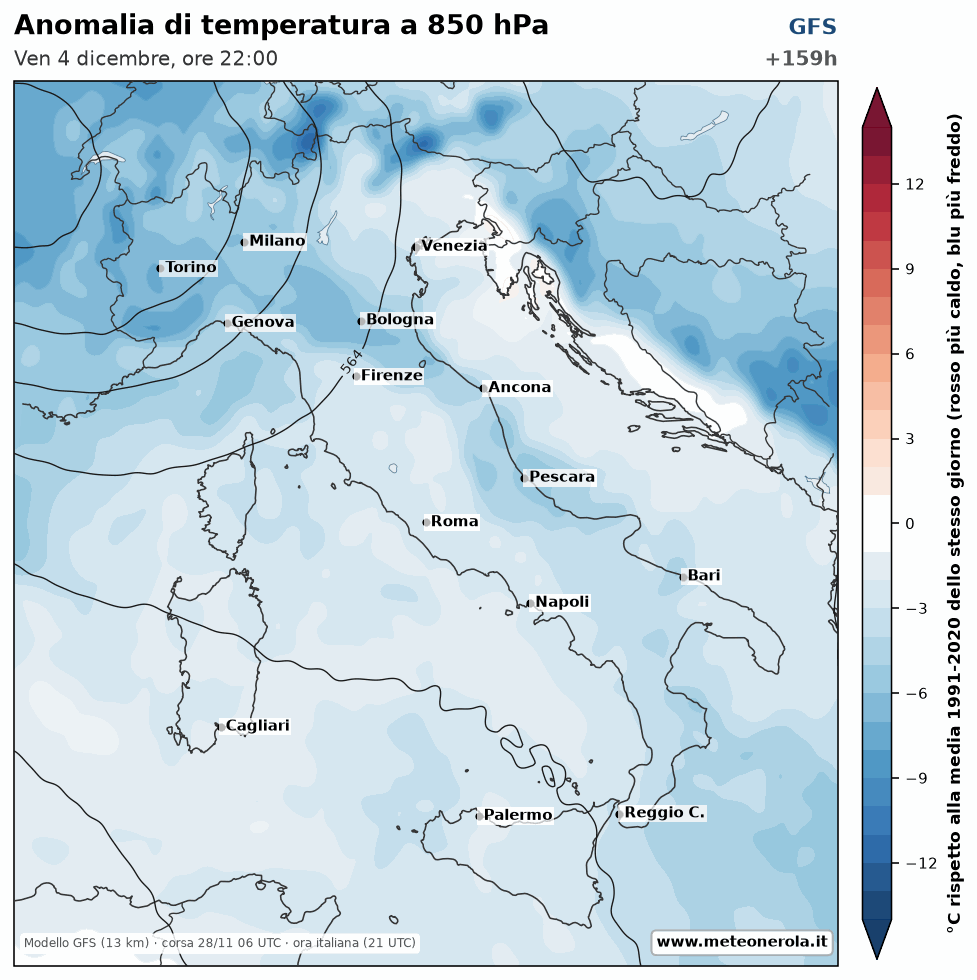 Anomalia di temperatura a 850 hPa
GFS
Ven 4 dicembre, ore 22:00
+159h
Milano
Venezia
Torino
Genova
Bologna
564
Firenze
Ancona
Pescara
Roma
Bari
Napoli
Cagliari
Palermo
Reggio C.
12
9
6
3
0
−3
−6
−9
−12
°C rispetto alla media 1991-2020 dello stesso giorno (rosso più caldo, blu più freddo)
Modello GFS (13 km) · corsa 28/11 06 UTC · ora italiana (21 UTC)
www.meteonerola.it